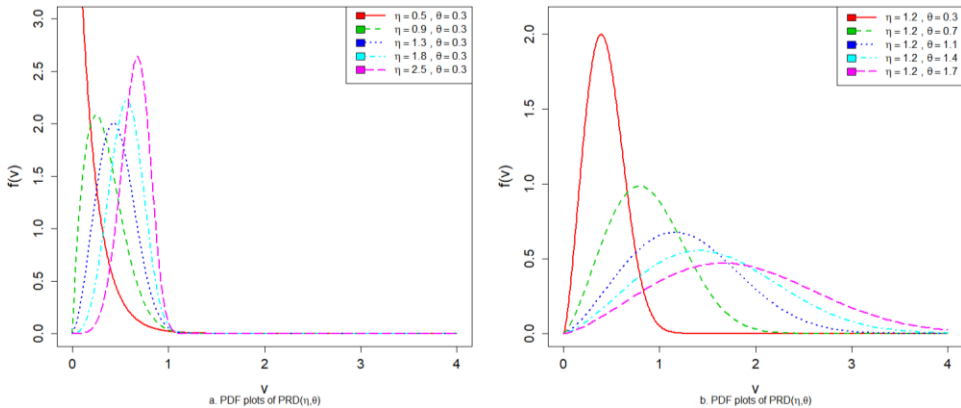 3.0
2.5
2.0
1.5
1.0
0.5
0.0
f(v)
η = 0.5 , θ = 0.3
η = 0.9 , θ = 0.3
η = 1.3 , θ = 0.3
η = 1.8 , θ = 0.3
η = 2.5 , θ = 0.3
0 1 2 3 4
v
a. PDF plots of PRD(η,θ)
2.0
1.5
1.0
0.5
0.0
f(v)
η = 1.2 , θ = 0.3
η = 1.2 , θ = 0.7
η = 1.2 , θ = 1.1
η = 1.2 , θ = 1.4
η = 1.2 , θ = 1.7
0 1 2 3 4
v
b. PDF plots of PRD(η,θ)